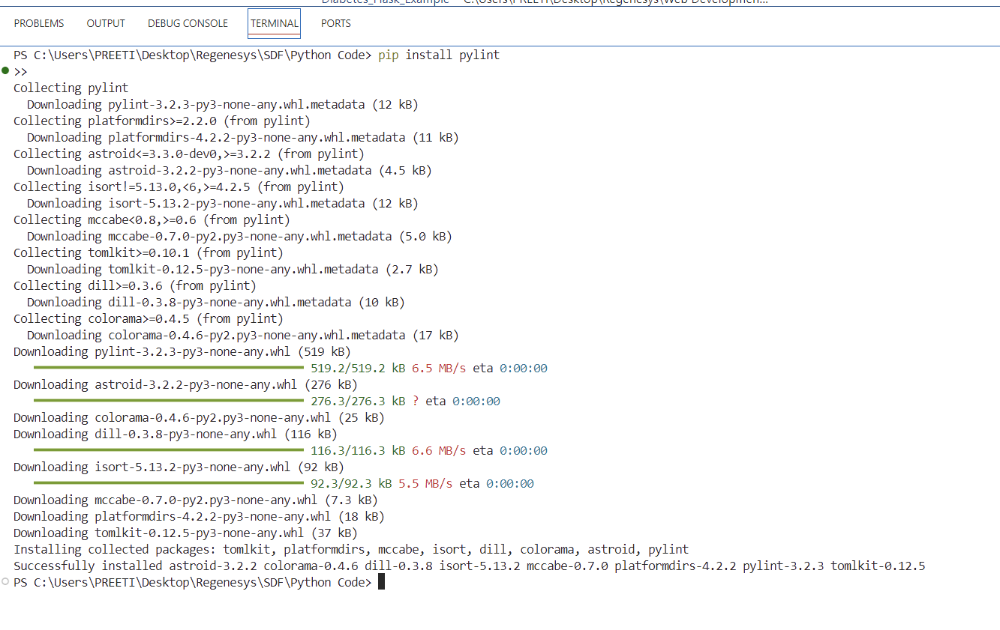 PROBLEMS OUTPUT DEBUG CONSOLE TERMINAL PORTS
PS C:\Users\PREETI\Desktop\Regenesys\SDF\Python Code> pip install pylint
>>
Collecting pylint
Downloading pylint-3.2.3-py3-none-any.whl.metadata (12 kB)
Collecting platformdirs>=2.2.0 (from pylint)
Downloading platformdirs-4.2.2-py3-none-any.whl.metadata (11 kB)
Collecting astroid<=3.3.0-dev0,>=3.2.2 (from pylint)
Downloading astroid-3.2.2-py3-none-any.whl.metadata (4.5 kB)
Collecting isort!=5.13.0,<6,>=4.2.5 (from pylint)
Downloading isort-5.13.2-py3-none-any.whl.metadata (12 kB)
Collecting mccabe<0.8,>=0.6 (from pylint)
Downloading mccabe-0.7.0-py2.py3-none-any.whl.metadata (5.0 kB)
Collecting tomlkit>=0.10.1 (from pylint)
Downloading tomlkit-0.12.5-py3-none-any.whl.metadata (2.7 kB)
Collecting dill>=0.3.6 (from pylint)
Downloading dill-0.3.8-py3-none-any.whl.metadata (10 kB)
Collecting colorama>=0.4.5 (from pylint)
Downloading colorama-0.4.6-py2.py3-none-any.whl.metadata (17 kB)
Downloading pylint-3.2.3-py3-none-any.whl (519 kB)
519.2/519.2 kB 6.5 MB/s eta 0:00:00
Downloading astroid-3.2.2-py3-none-any.whl (276 kB)
276.3/276.3 kB ? eta 0:00:00
Downloading colorama-0.4.6-py2.py3-none-any.whl (25 kB)
Downloading dill-0.3.8-py3-none-any.whl (116 kB)
116.3/116.3 kB 6.6 MB/s eta 0:00:00
Downloading isort-5.13.2-py3-none-any.whl (92 kB)
92.3/92.3 kB 5.5 MB/s eta 0:00:00
Downloading mccabe-0.7.0-py2.py3-none-any.whl (7.3 kB)
Downloading platformdirs-4.2.2-py3-none-any.whl (18 kB)
Downloading tomlkit-0.12.5-py3-none-any.whl (37 kB)
Installing collected packages: tomlkit, platformdirs, mccabe, isort, dill, colorama, astroid, pylint
Successfully installed astroid-3.2.2 colorama-0.4.6 dill-0.3.8 isort-5.13.2 mccabe-0.7.0 platformdirs-4.2.2 pylint-3.2.3 tomlkit-0.12.5
PS C:\Users\PREETI\Desktop\Regenesys\SDF\Python Code>